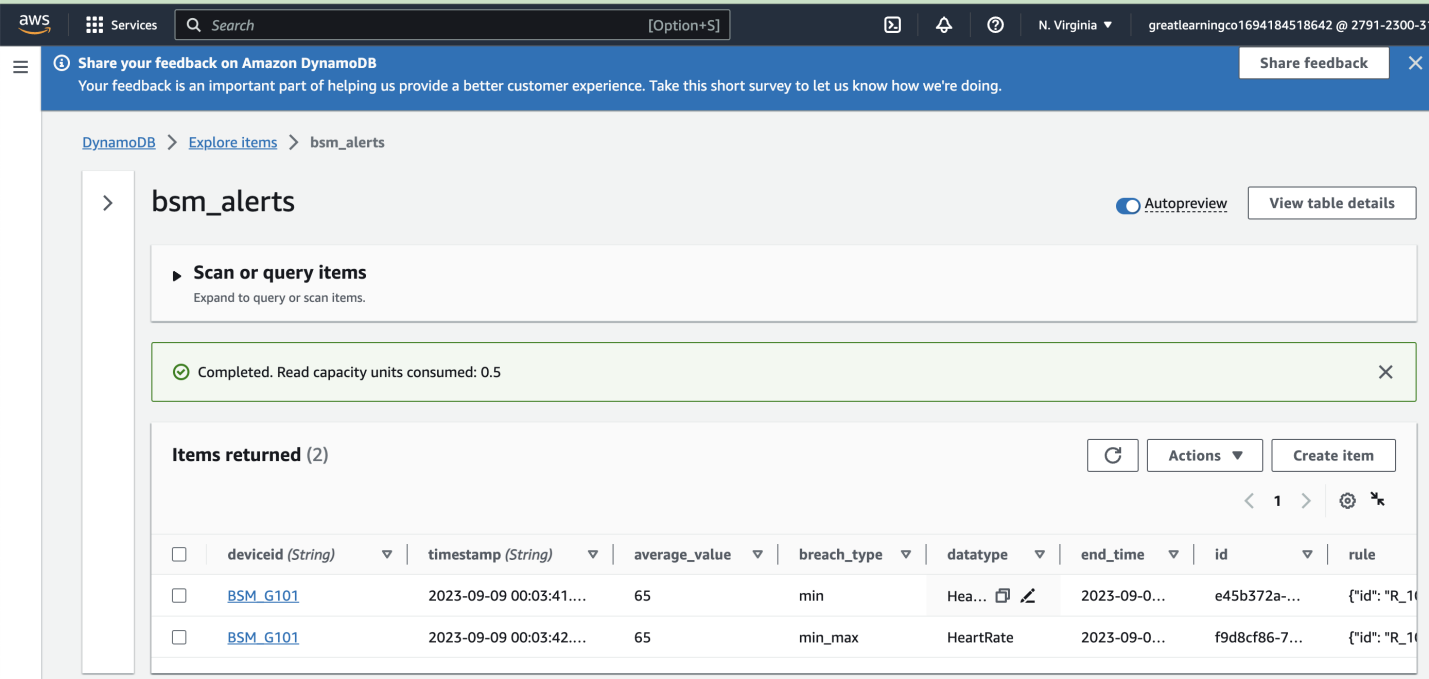 aws Services Search [Option+S] N. Virginia ▼ greatlearningco1694184518642 @ 2791-2300-31
Share your feedback on Amazon DynamoDB
Your feedback is an important part of helping us provide a better customer experience. Take this short survey to let us know how we're doing.
Share feedback
DynamoDB > Explore items > bsm_alerts
bsm_alerts
Autopreview
View table details
Scan or query items
Expand to query or scan items.
Completed. Read capacity units consumed: 0.5
Items returned (2)
Actions ▼
Create item
1
deviceid (String) timestamp (String) average_value breach_type datatype end_time id rule
BSM_G101 2023-09-09 00:03:41.... 65 min Hea... 2023-09-0... e45b372a-... {"id": "R_10
BSM_G101 2023-09-09 00:03:42.... 65 min_max HeartRate 2023-09-0... f9d8cf86-7... {"id": "R_10